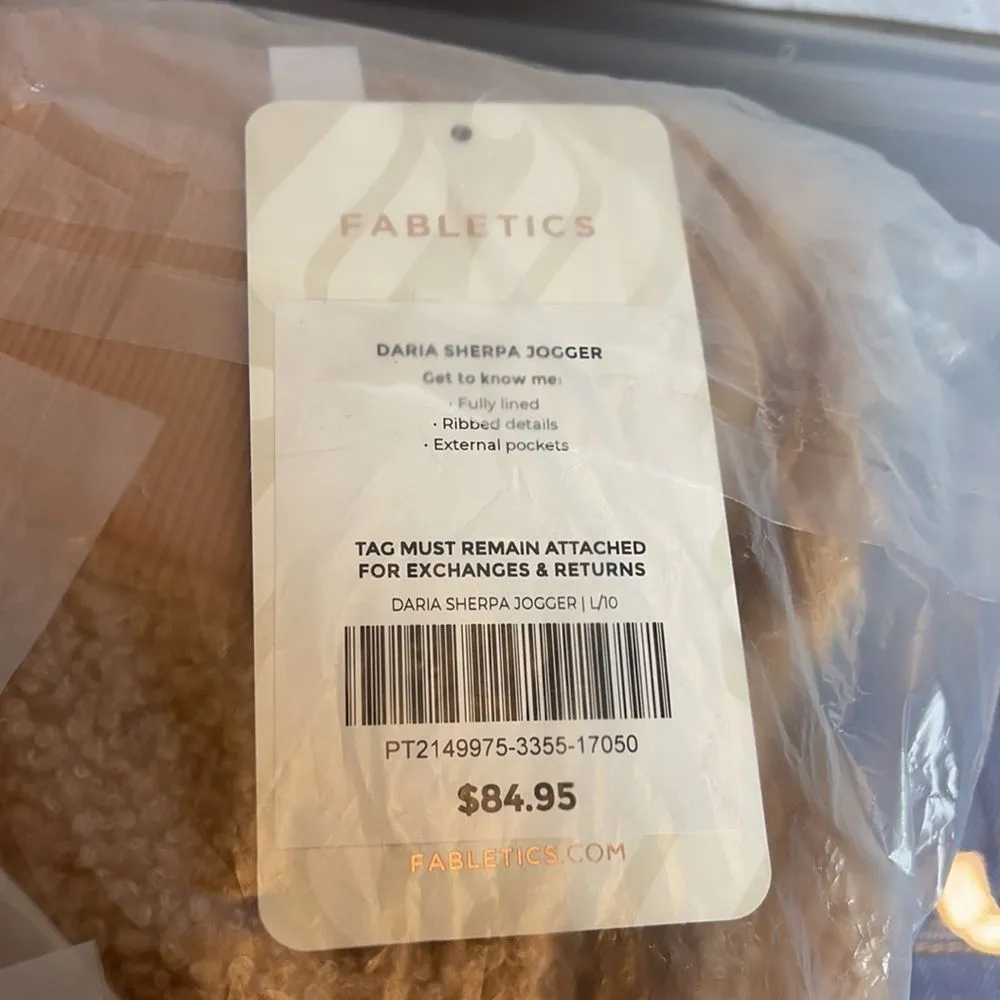 FABLETICS
DARIA SHERPA JOGGER
Get to know me:
· Fully lined
· Ribbed details
· External pockets
TAG MUST REMAIN ATTACHED
FOR EXCHANGES & RETURNS
DARIA SHERPA JOGGER | L/10
PT2149975-3355-17050
$84.95
FABLETICS.COM